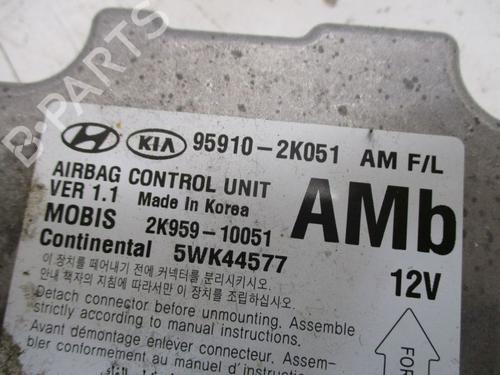 B-PARTS
HYUNDAI KIA 95910-2K051 AM F/L
AIRBAG CONTROL UNIT
VER 1.1 Made in Korea
AMb
MOBIS 2K959-10051
Continental 5WK44577
12V
이 장치를 떼어내기 전에 커넥터를 분리시키시오.
안내 책자의 지침에 따라서만 이 장치를 조립하십시오.
Detach connector before unmounting. Assemble
strictly according to manual instructions.
Avant démontage enlever connecteur. Assem-
bler conformement au manuel d'instruction
FOR